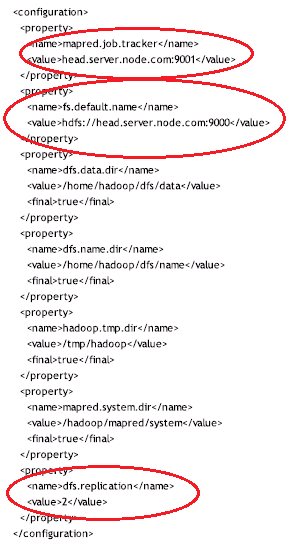 <configuration>
<property>
<name>mapred.job.tracker</name>
<value>head.server.node.com:9001</value>
</property>
<property>
<name>fs.default.name</name>
<value>hdfs://head.server.node.com:9000</value>
</property>
<property>
<name>dfs.data.dir</name>
<value>/home/hadoop/dfs/data</value>
<final>true</final>
</property>
<property>
<name>dfs.name.dir</name>
<value>/home/hadoop/dfs/name</value>
<final>true</final>
</property>
<property>
<name>hadoop.tmp.dir</name>
<value>/tmp/hadoop</value>
<final>true</final>
</property>
<property>
<name>mapred.system.dir</name>
<value>/hadoop/mapred/system</value>
<final>true</final>
</property>
<property>
<name>dfs.replication</name>
<value>2</value>
</property>
</configuration>